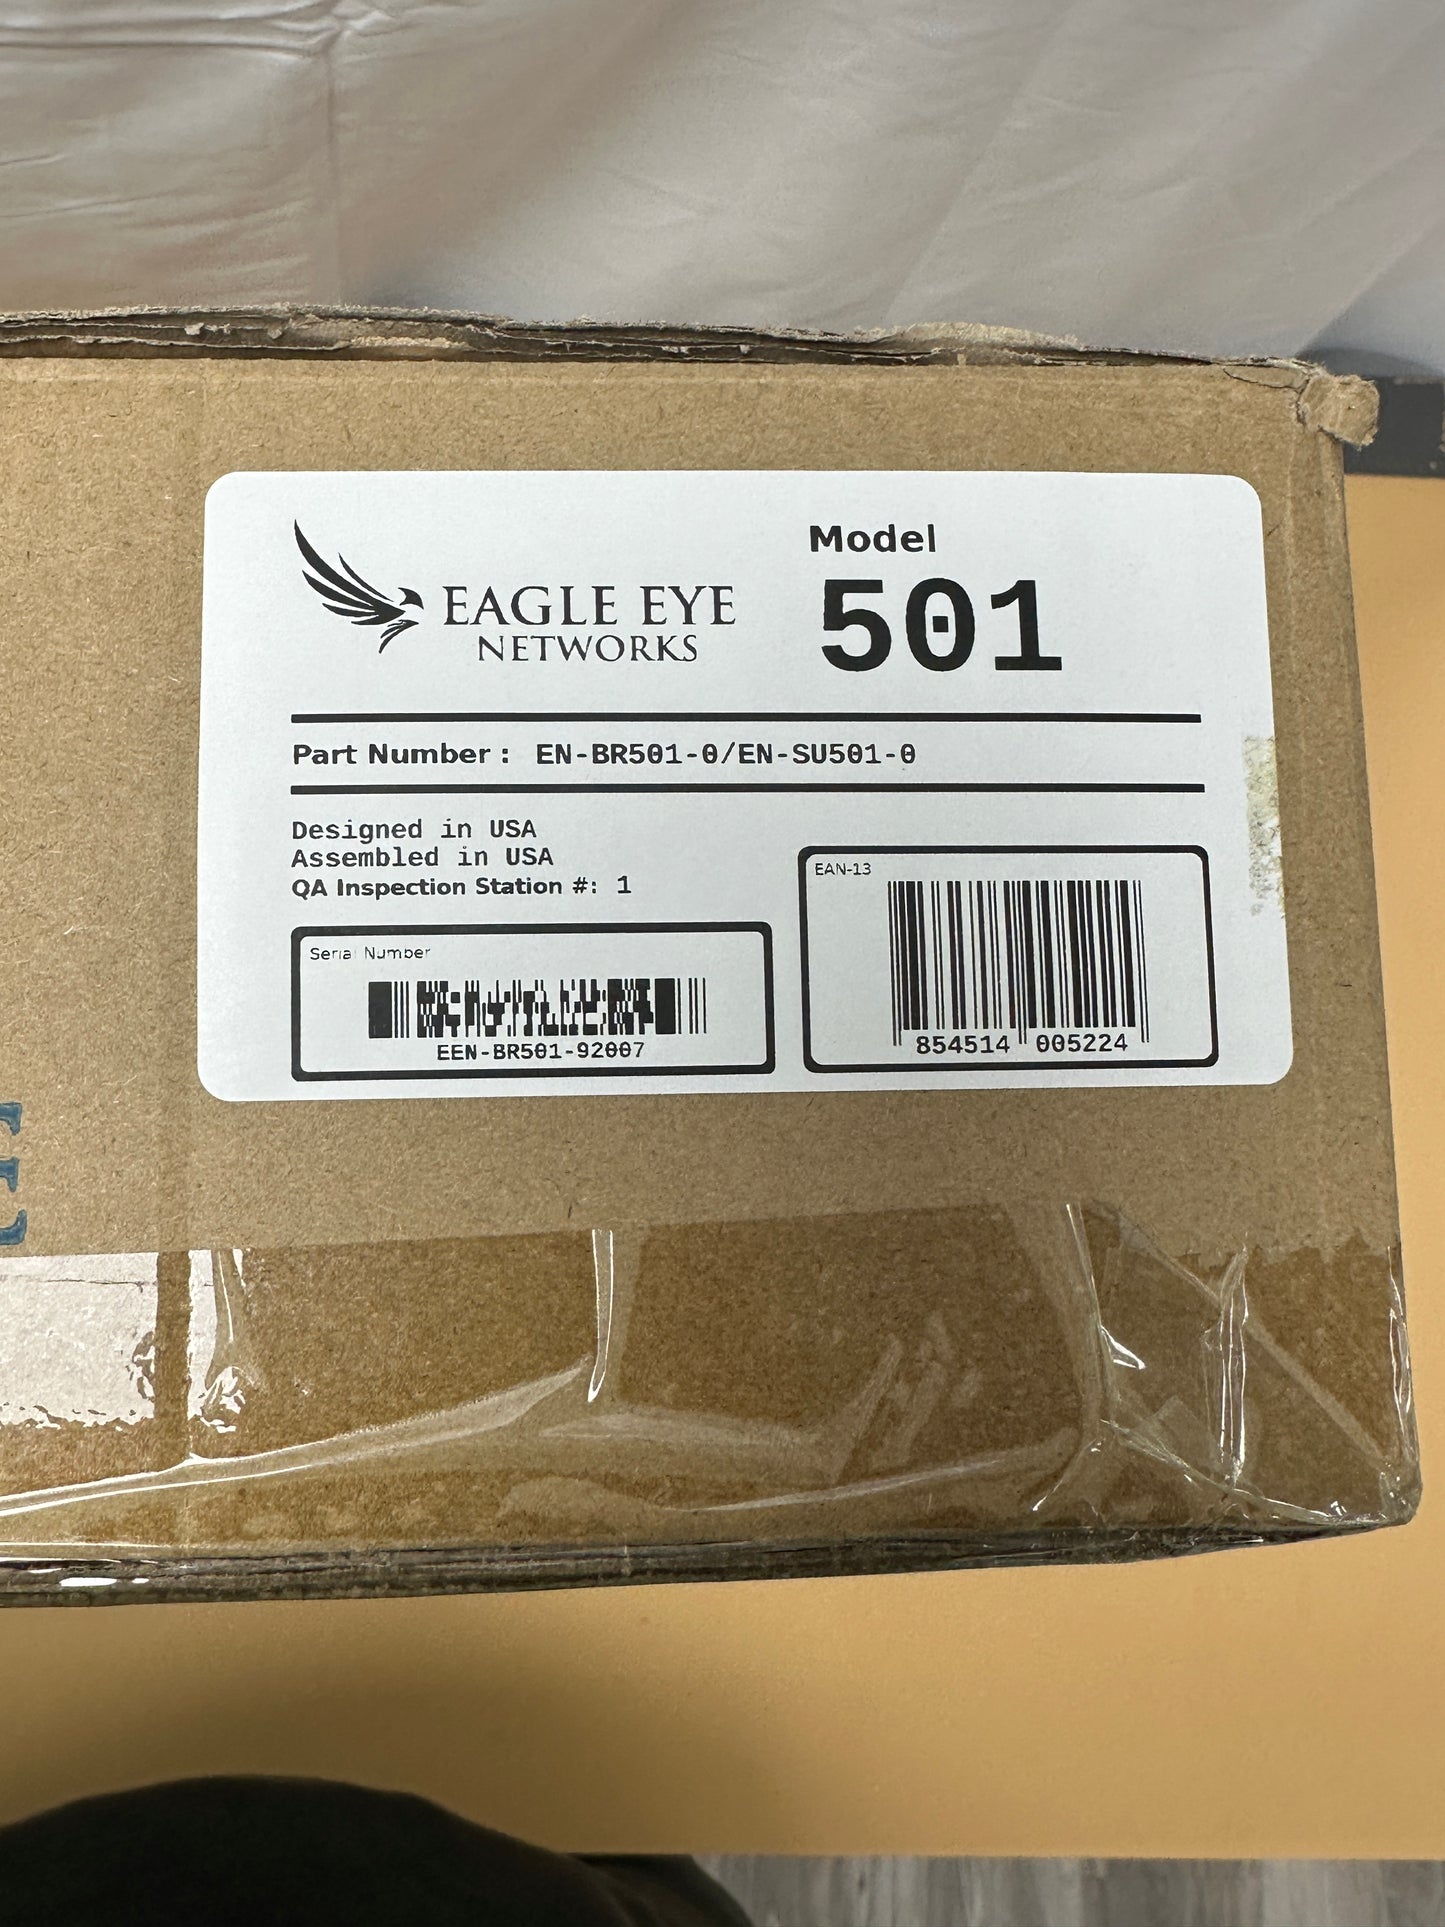 EAGLE EYE
NETWORKS
Model
501
Part Number : EN-BR501-0/EN-SU501-0
Designed in USA
Assembled in USA
QA Inspection Station #: 1
Serial Number
EEN-BR501-92007
EAN-13
854514 005224